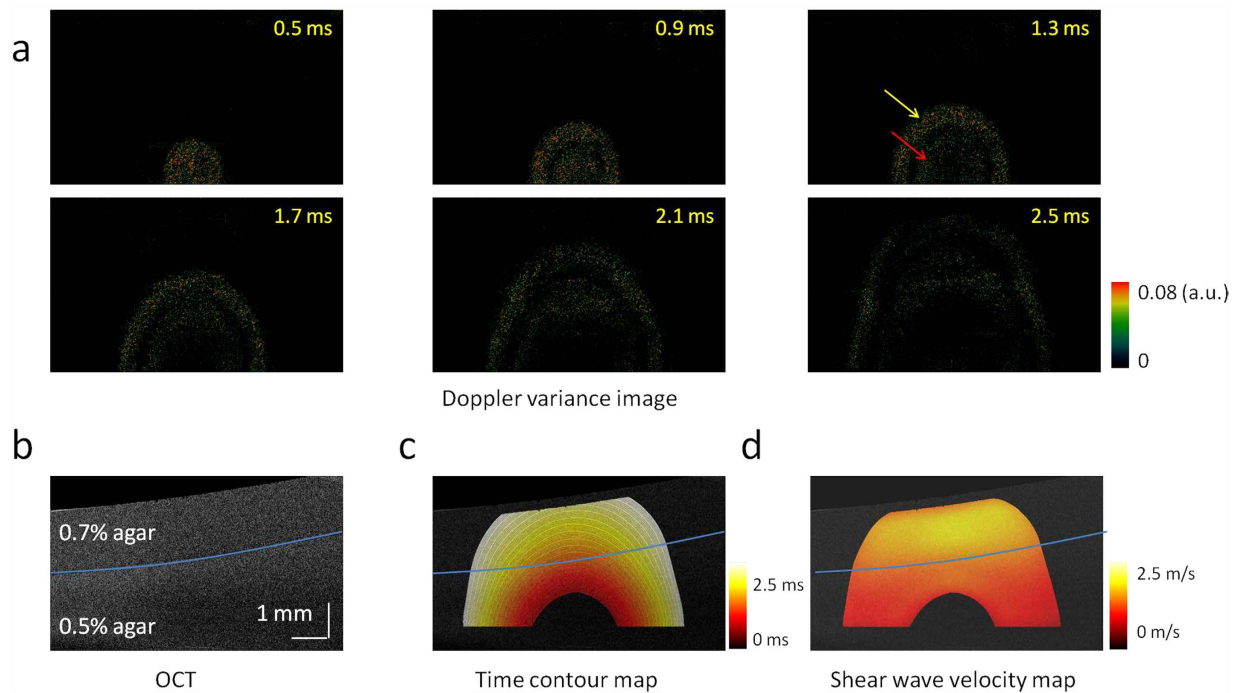 a
0.5 ms
0.9 ms
1.3 ms
1.7 ms
2.1 ms
2.5 ms
0.08 (a.u.)
0
Doppler variance image
b
c
d
0.7% agar
0.5% agar
1 mm
2.5 ms
0 ms
2.5 m/s
0 m/s
OCT
Time contour map
Shear wave velocity map